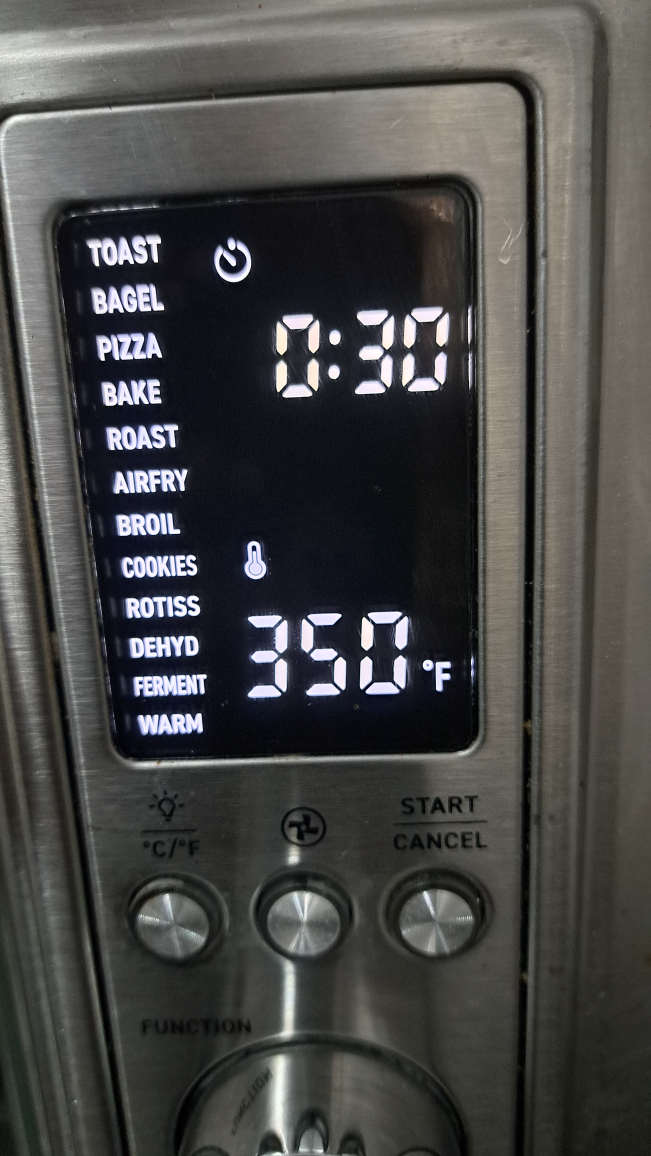 TOAST
0:30
BAGEL
PIZZA
BAKE
ROAST
AIRFRY
BROIL
COOKIES
ROTISS
DEHYD
350 °F
FERMENT
WARM
°C/°F
START
CANCEL
FUNCTION